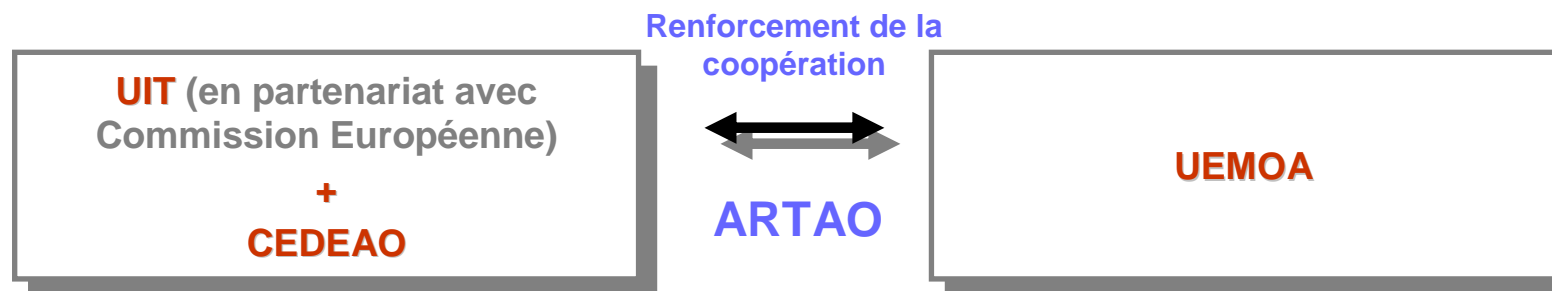 Renforcement de la
coopération
UIT (en partenariat avec
Commission Européenne)
+
CEDEAO
ARTAO
UEMOA